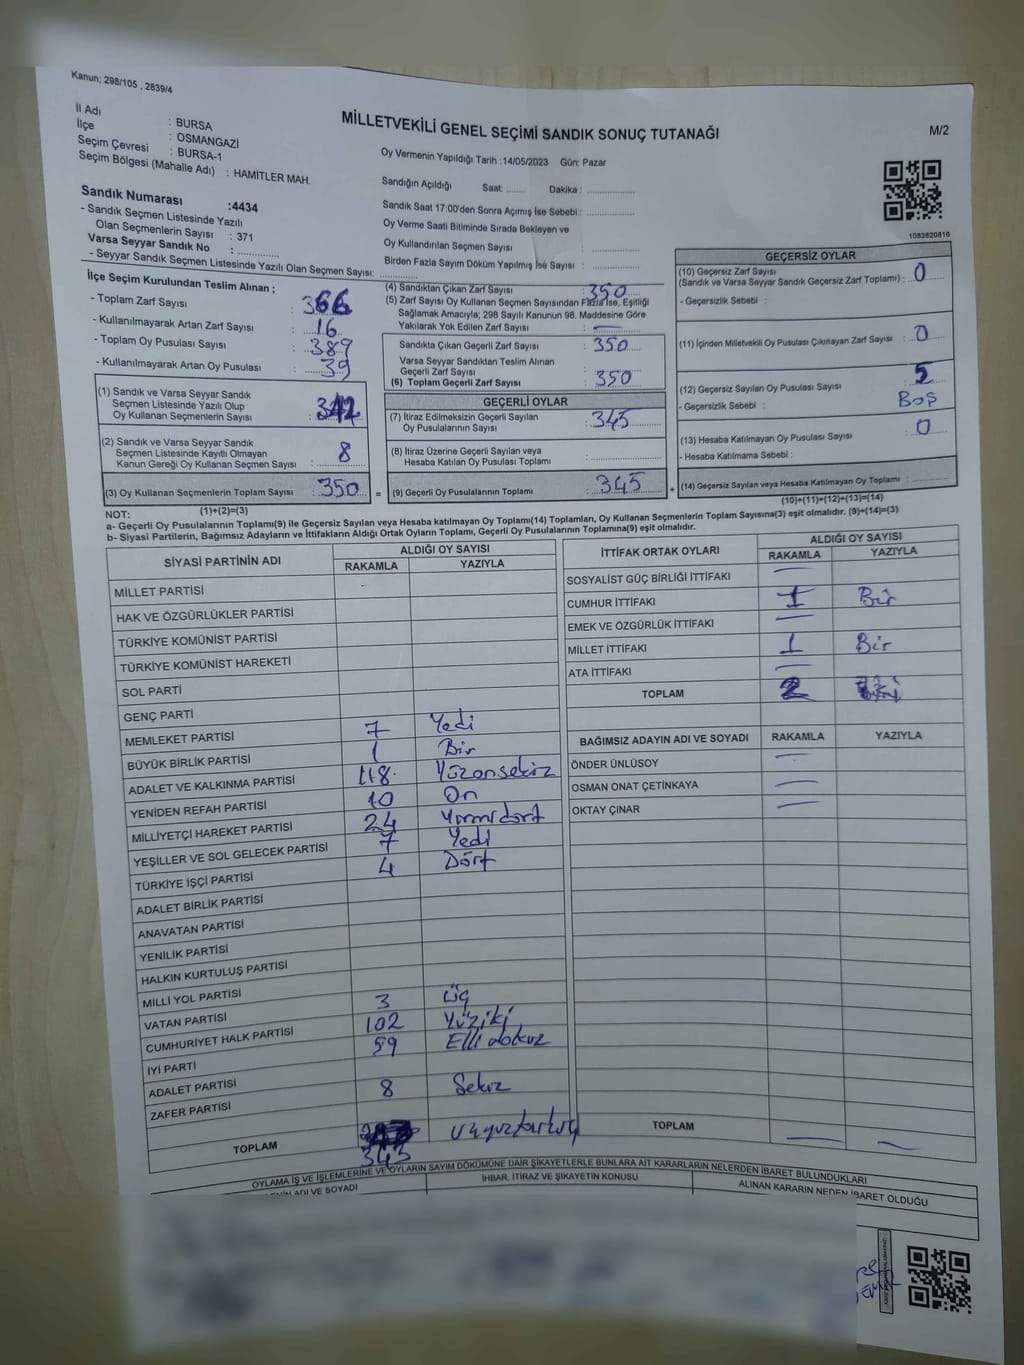 Kanun; 298/105 , 2839/4
İl Adı : BURSA
İlçe : OSMANGAZİ
Seçim Çevresi : BURSA-1
Seçim Bölgesi (Mahalle Adı) : HAMİTLER MAH.
MİLLETVEKİLİ GENEL SEÇİMİ SANDIK SONUÇ TUTANAĞI
M/2
Oy Vermenin Yapıldığı Tarih :14/05/2023 Gün: Pazar
Sandığın Açıldığı Saat: ....... Dakika : ....................
Sandık Saat 17:00'den Sonra Açımış İse Sebebi : ....................
Oy Verme Saati Bitiminde Sırada Bekleyen ve
Oy Kullandırılan Seçmen Sayısı : ....................
Birden Fazla Sayım Döküm Yapılmış İse Sayısı : ....................
1083620816
Sandık Numarası :4434
- Sandık Seçmen Listesinde Yazılı
Olan Seçmenlerin Sayısı : 371
Varsa Seyyar Sandık No : ....................
- Seyyar Sandık Seçmen Listesinde Yazılı Olan Seçmen Sayısı: ....................
İlçe Seçim Kurulundan Teslim Alınan ;
- Toplam Zarf Sayısı : 366
- Kullanılmayarak Artan Zarf Sayısı : 16
- Toplam Oy Pusulası Sayısı : 389
- Kullanılmayarak Artan Oy Pusulası : 39
(1) Sandık ve Varsa Seyyar Sandık
Seçmen Listesinde Yazılı Olup
Oy Kullanan Seçmenlerin Sayısı : 342
(2) Sandık ve Varsa Seyyar Sandık
Seçmen Listesinde Kayıtlı Olmayan
Kanun Gereği Oy Kullanan Seçmen Sayısı : 8
(3) Oy Kullanan Seçmenlerin Toplam Sayısı : 350 =
(4) Sandıktan Çıkan Zarf Sayısı : 350
(5) Zarf Sayısı Oy Kullanan Seçmen Sayısından Fazla İse, Eşitliği
Sağlamak Amacıyla; 298 Sayılı Kanunun 98. Maddesine Göre
Yakılarak Yok Edilen Zarf Sayısı : —
Sandıkta Çıkan Geçerli Zarf Sayısı : 350
Varsa Seyyar Sandıktan Teslim Alınan
Geçerli Zarf Sayısı :
(6) Toplam Geçerli Zarf Sayısı : 350
GEÇERLİ OYLAR
(7) İtiraz Edilmeksizin Geçerli Sayılan
Oy Pusulalarının Sayısı : 345
(8) İtiraz Üzerine Geçerli Sayılan veya
Hesaba Katılan Oy Pusulası Toplamı : ....................
(9) Geçerli Oy Pusulalarının Toplamı : 345 +
GEÇERSİZ OYLAR
(10) Geçersiz Zarf Sayısı
(Sandık ve Varsa Seyyar Sandık Geçersiz Zarf Toplamı) : 0
- Geçersizlik Sebebi :
(11) İçinden Milletvekili Oy Pusulası Çıkmayan Zarf Sayısı : 0
(12) Geçersiz Sayılan Oy Pusulası Sayısı : 5
- Geçersizlik Sebebi : Boş
(13) Hesaba Katılmayan Oy Pusulası Sayısı : 0
- Hesaba Katılmama Sebebi :
(14) Geçersiz Sayılan veya Hesaba Katılmayan Oy Toplamı : ....................
(10)+(11)+(12)+(13)=(14)
NOT: (1)+(2)=(3)
a- Geçerli Oy Pusulalarının Toplamı(9) ile Geçersiz Sayılan veya Hesaba katılmayan Oy Toplamı(14) Toplamları, Oy Kullanan Seçmenlerin Toplam Sayısına(3) eşit olmalıdır. (9)+(14)=(3)
b- Siyasi Partilerin, Bağımsız Adayların ve İttifakların Aldığı Ortak Oyların Toplamı, Geçerli Oy Pusulalarının Toplamına(9) eşit olmalıdır.
SİYASİ PARTİNİN ADI ALDIĞI OY SAYISI
RAKAMLA YAZIYLA
MİLLET PARTİSİ -
HAK VE ÖZGÜRLÜKLER PARTİSİ
TÜRKİYE KOMÜNİST PARTİSİ
TÜRKİYE KOMÜNİST HAREKETİ
SOL PARTİ
GENÇ PARTİ
MEMLEKET PARTİSİ 7 Yedi
BÜYÜK BİRLİK PARTİSİ 1 Bir
ADALET VE KALKINMA PARTİSİ 118 Yüzonsekiz
YENİDEN REFAH PARTİSİ 10 On
MİLLİYETÇİ HAREKET PARTİSİ 24 Yirmidört
YEŞİLLER VE SOL GELECEK PARTİSİ 7 Yedi
TÜRKİYE İŞÇİ PARTİSİ 4 Dört
ADALET BİRLİK PARTİSİ
ANAVATAN PARTİSİ
YENİLİK PARTİSİ
HALKIN KURTULUŞ PARTİSİ
MİLLİ YOL PARTİSİ
VATAN PARTİSİ 3 Üç
CUMHURİYET HALK PARTİSİ 102 Yüziki
İYİ PARTİ 59 Elli dokuz
ADALET PARTİSİ
ZAFER PARTİSİ 8 Sekiz
TOPLAM 343
İTTİFAK ORTAK OYLARI ALDIĞI OY SAYISI
RAKAMLA YAZIYLA
SOSYALİST GÜÇ BİRLİĞİ İTTİFAKI —
CUMHUR İTTİFAKI 1 Bir
EMEK VE ÖZGÜRLÜK İTTİFAKI —
MİLLET İTTİFAKI 1 Bir
ATA İTTİFAKI —
TOPLAM 2 İki
BAĞIMSIZ ADAYIN ADI VE SOYADI RAKAMLA YAZIYLA
ÖNDER ÜNLÜSOY —
OSMAN ONAT ÇETİNKAYA —
OKTAY ÇINAR —
TOPLAM — —
OYLAMA İŞ VE İŞLEMLERİNE VE OYLARIN SAYIM DÖKÜMÜNE DAİR ŞİKAYETLERLE BUNLARA AİT KARARLARIN NELERDEN İBARET BULUNDUKLARI
ADI VE SOYADI İHBAR, İTİRAZ VE ŞİKAYETİN KONUSU ALINAN KARARIN NEDEN İBARET OLDUĞU